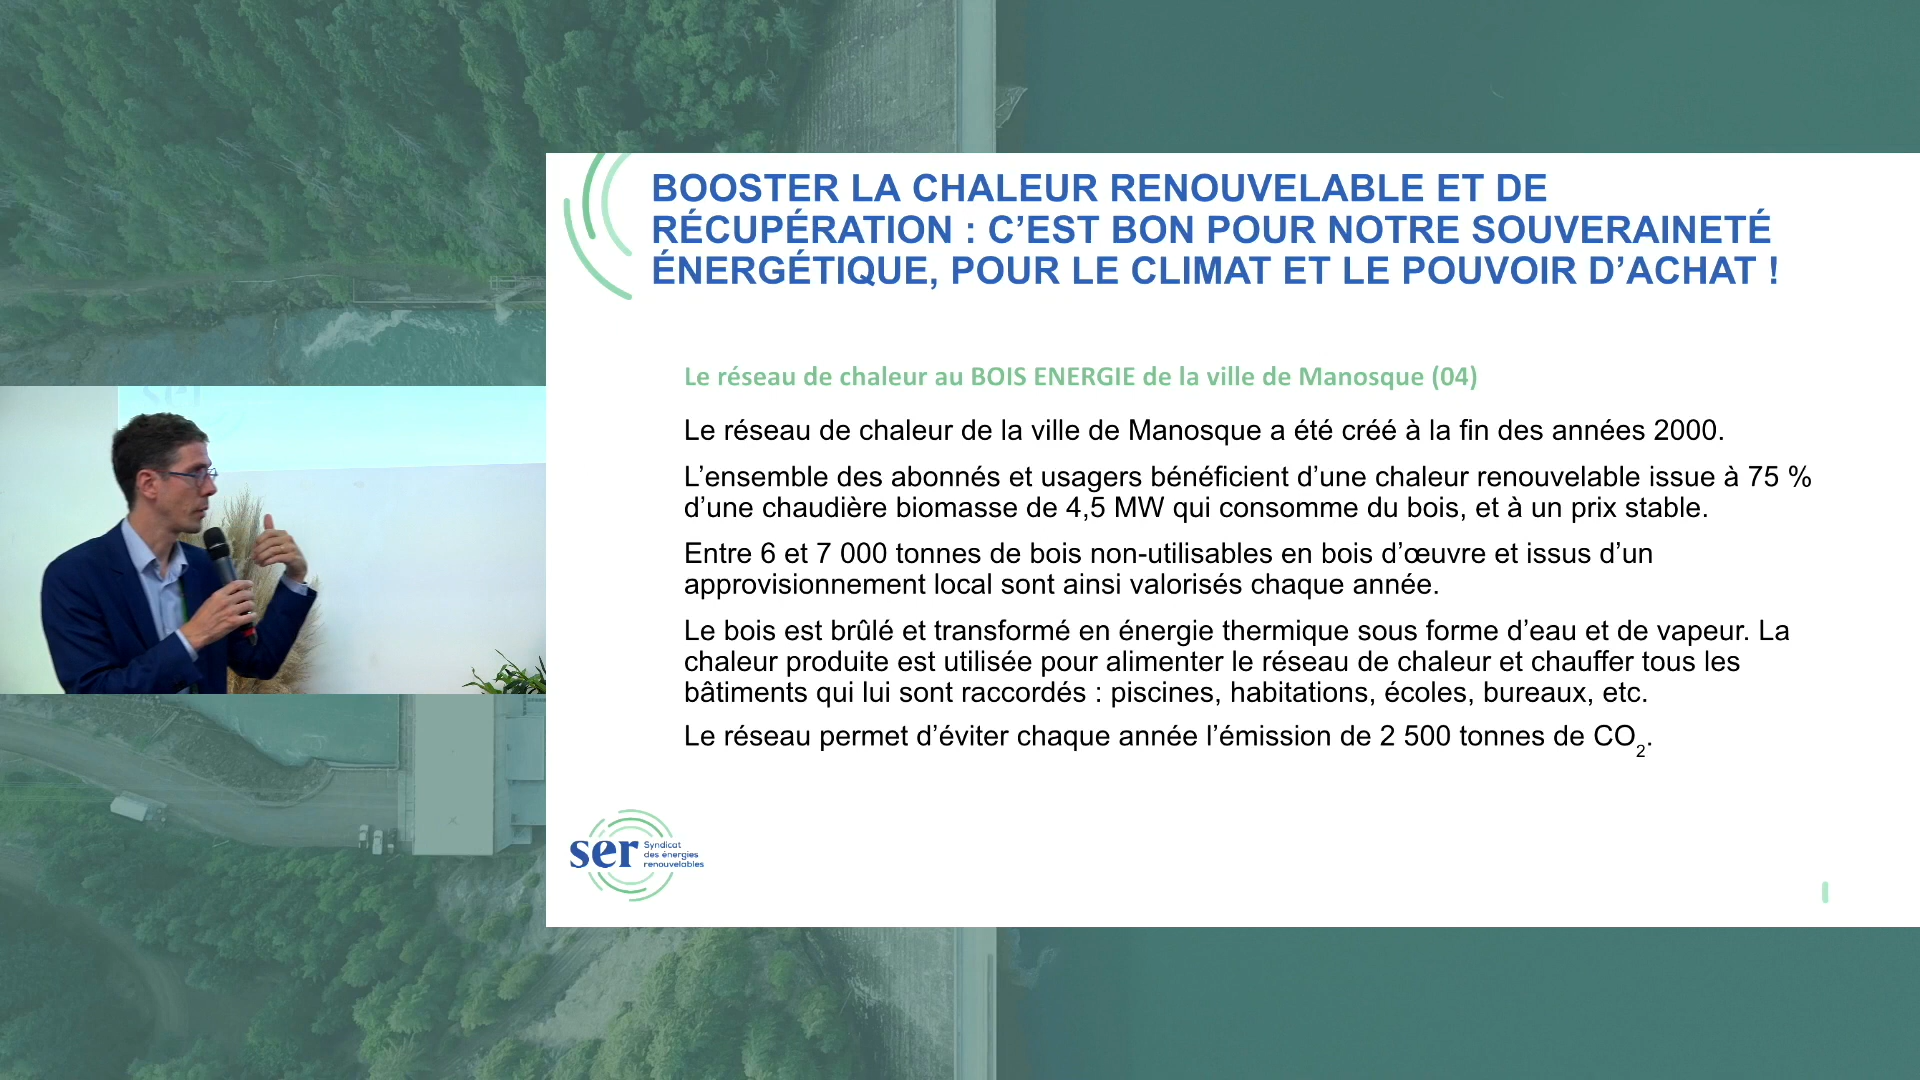 BOOSTER LA CHALEUR RENOUVELABLE ET DE
RÉCUPÉRATION : C’EST BON POUR NOTRE SOUVERAINETÉ
ÉNERGÉTIQUE, POUR LE CLIMAT ET LE POUVOIR D’ACHAT !
Le réseau de chaleur au BOIS ENERGIE de la ville de Manosque (04)
Le réseau de chaleur de la ville de Manosque a été créé à la fin des années 2000.
L’ensemble des abonnés et usagers bénéficient d’une chaleur renouvelable issue à 75 %
d’une chaudière biomasse de 4,5 MW qui consomme du bois, et à un prix stable.
Entre 6 et 7 000 tonnes de bois non-utilisables en bois d’œuvre et issus d’un
approvisionnement local sont ainsi valorisés chaque année.
Le bois est brûlé et transformé en énergie thermique sous forme d’eau et de vapeur. La
chaleur produite est utilisée pour alimenter le réseau de chaleur et chauffer tous les
bâtiments qui lui sont raccordés : piscines, habitations, écoles, bureaux, etc.
Le réseau permet d’éviter chaque année l’émission de 2 500 tonnes de CO₂.
ser
Syndicat
des énergies
renouvelables
ser